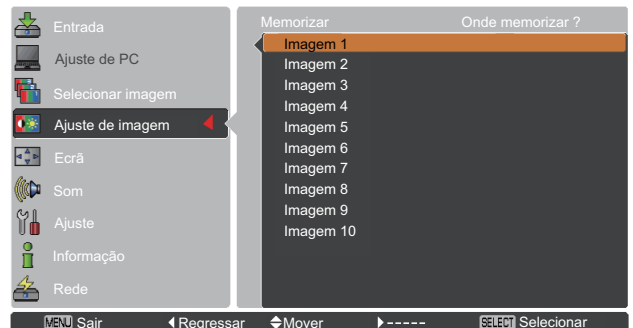 Entrada
Ajuste de PC
Selecionar imagem
Ajuste de imagem
Ecrã
Som
Ajuste
Informação
Rede
Memorizar Onde memorizar ?
Imagem 1
Imagem 2
Imagem 3
Imagem 4
Imagem 5
Imagem 6
Imagem 7
Imagem 8
Imagem 9
Imagem 10
MENU Sair Regressar Mover ----- SELECT Selecionar